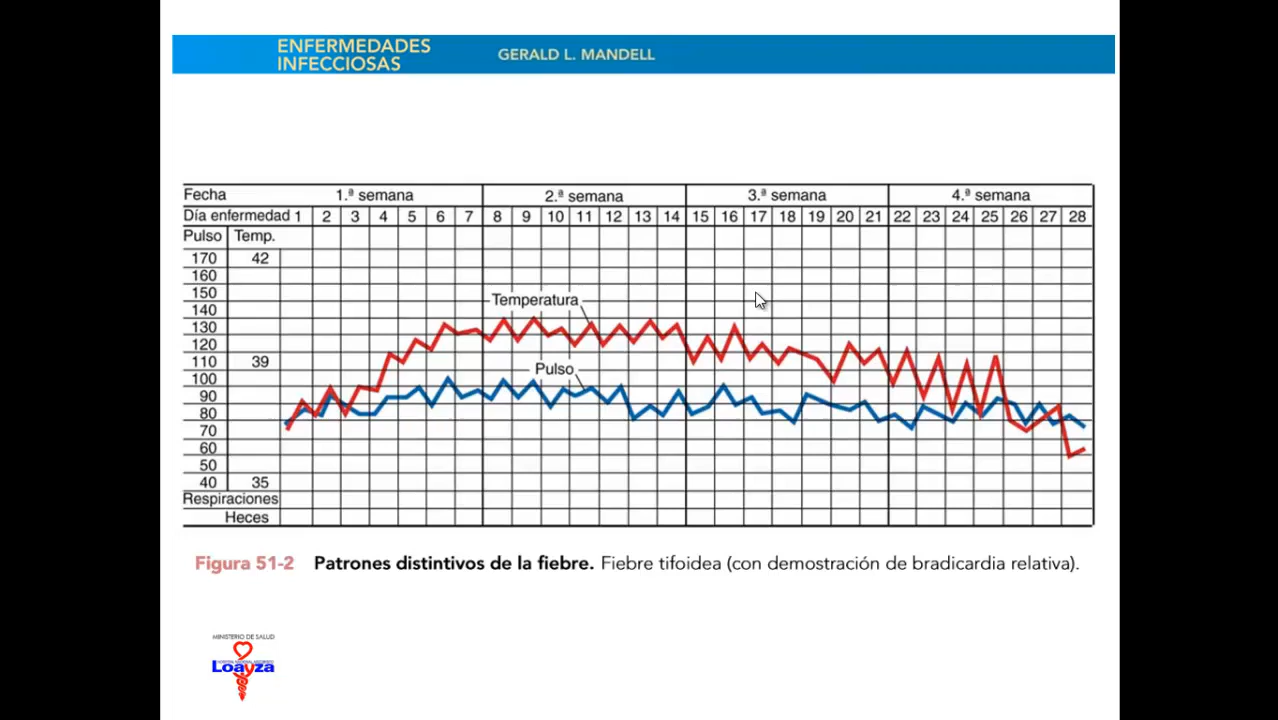 ENFERMEDADES
INFECCIOSAS
GERALD L. MANDELL
Fecha 1.ª semana 2.ª semana 3.ª semana 4.ª semana
Día enfermedad 1 2 3 4 5 6 7 8 9 10 11 12 13 14 15 16 17 18 19 20 21 22 23 24 25 26 27 28
Pulso Temp.
170 42
160
150
140
130
120
110 39
100
90
80
70
60
50
40 35
Respiraciones
Heces
Temperatura
Pulso
Figura 51-2 Patrones distintivos de la fiebre. Fiebre tifoidea (con demostración de bradicardia relativa).
MINISTERIO DE SALUD
Loayza